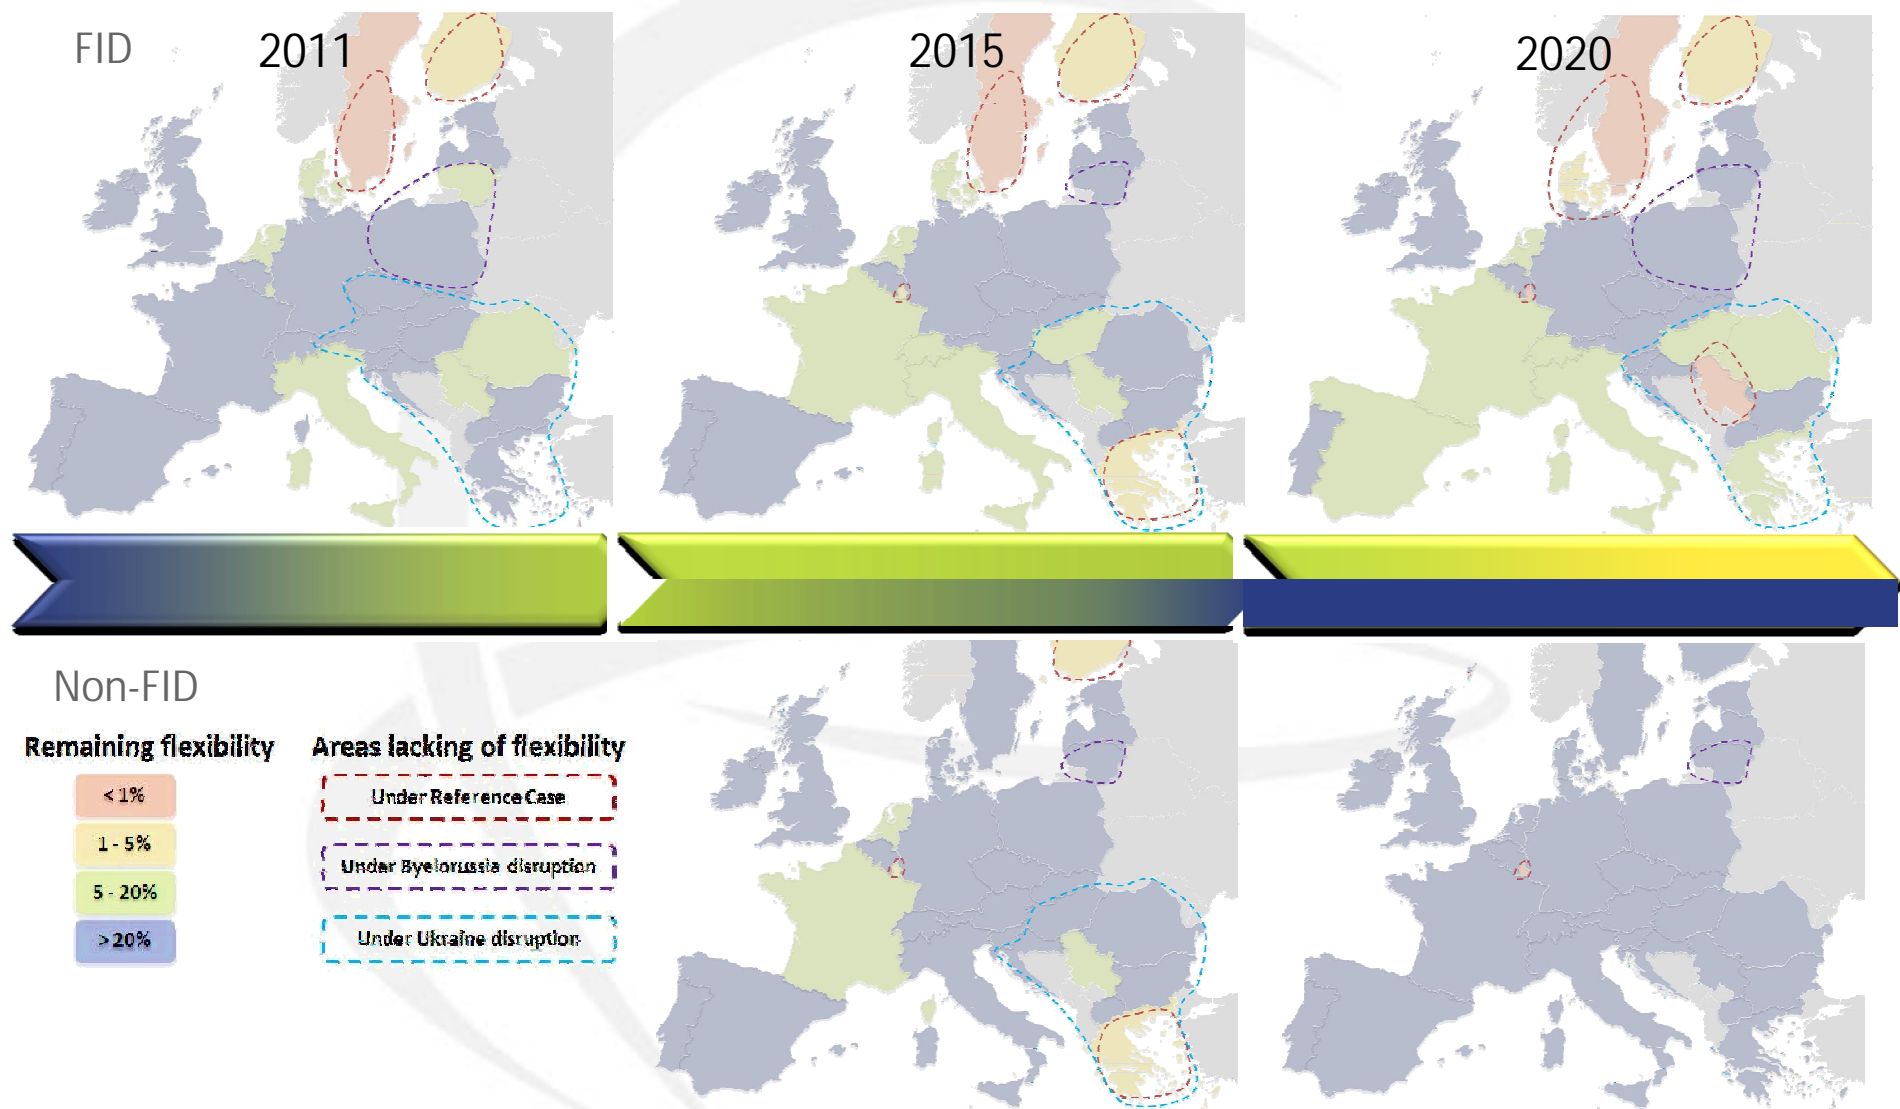 FID
2011
2015
2020
Non-FID
Remaining flexibility
< 1%
1 - 5%
5 - 20%
> 20%
Areas lacking of flexibility
Under Reference Case
Under Byelorussia disruption
Under Ukraine disruption